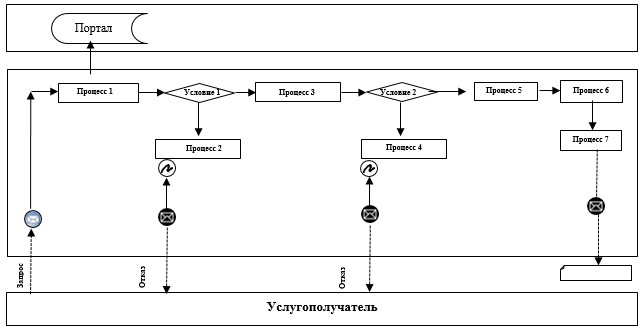 Портал
Процесс 1
Условие 1
Процесс 3
Условие 2
Процесс 5
Процесс 6
Процесс 2
Процесс 4
Процесс 7
Запрос
Отказ
Отказ
Услугополучатель